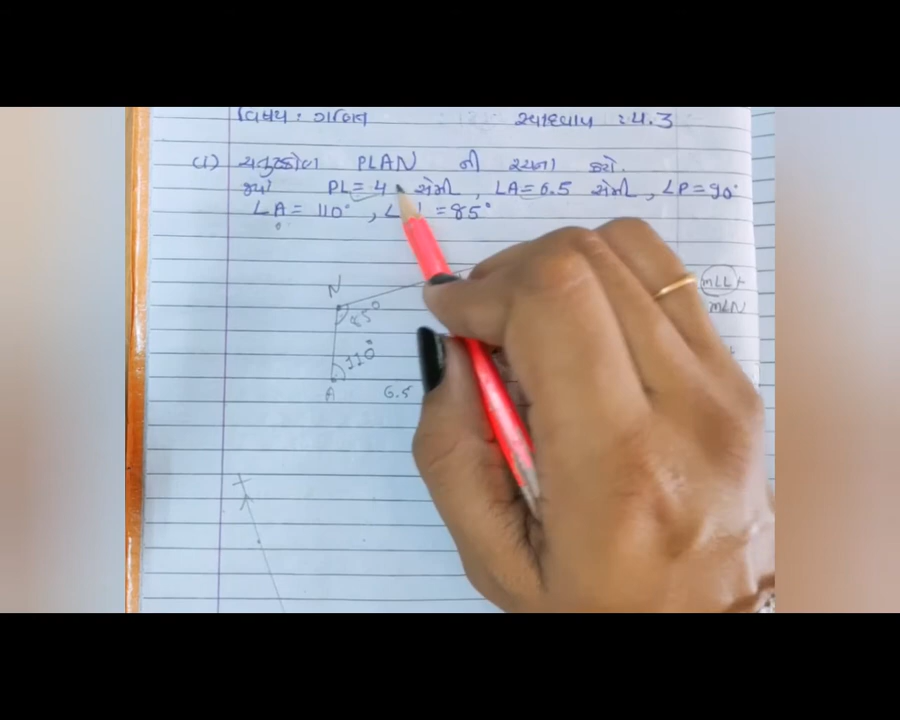 વિષય : ગણિત સ્વાધ્યાય : 4.3
(1) ચતુષ્કોણ PLAN ની રચના કરો.
જ્યાં PL = 4 સેમી , LA = 6.5 સેમી , ∠P = 90°
∠A = 110° , ∠ = 85°
N
85°
m∠L +
m∠N
110°
A 6.5